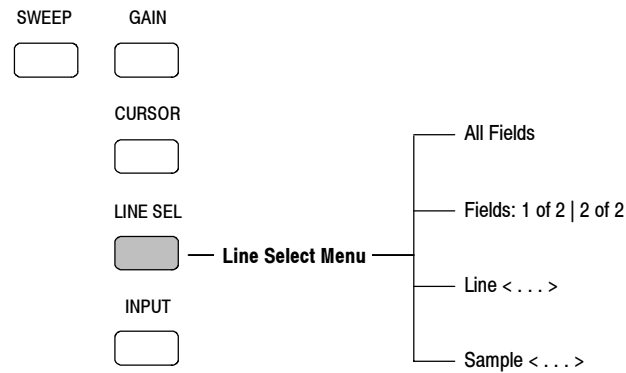 SWEEP GAIN
CURSOR
LINE SEL
INPUT
Line Select Menu
All Fields
Fields: 1 of 2 | 2 of 2
Line < . . . >
Sample < . . . >